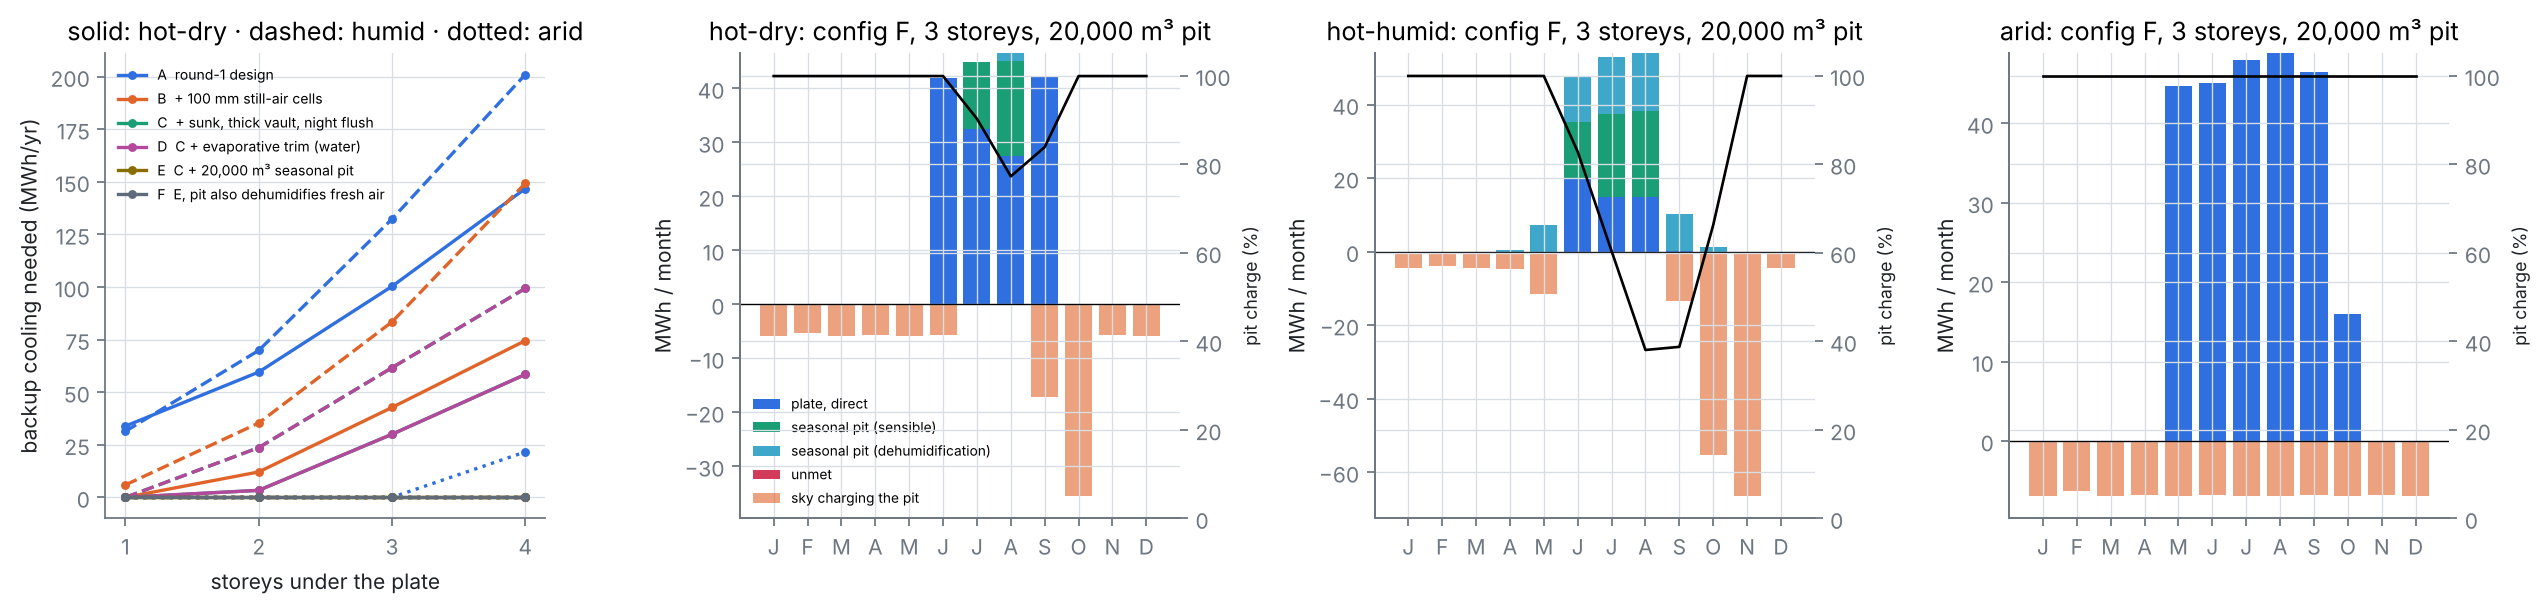 solid: hot-dry · dashed: humid · dotted: arid
backup cooling needed (MWh/yr)
200
175
150
125
100
75
50
25
0
A round-1 design
B + 100 mm still-air cells
C + sunk, thick vault, night flush
D C + evaporative trim (water)
E C + 20,000 m³ seasonal pit
F E, pit also dehumidifies fresh air
1 2 3 4
storeys under the plate
hot-dry: config F, 3 storeys, 20,000 m³ pit
MWh / month
40
30
20
10
0
−10
−20
−30
plate, direct
seasonal pit (sensible)
seasonal pit (dehumidification)
unmet
sky charging the pit
J F M A M J J A S O N D
100
80
60
40
20
0
pit charge (%)
hot-humid: config F, 3 storeys, 20,000 m³ pit
MWh / month
40
20
0
−20
−40
−60
J F M A M J J A S O N D
100
80
60
40
20
0
pit charge (%)
arid: config F, 3 storeys, 20,000 m³ pit
MWh / month
40
30
20
10
0
J F M A M J J A S O N D
100
80
60
40
20
0
pit charge (%)